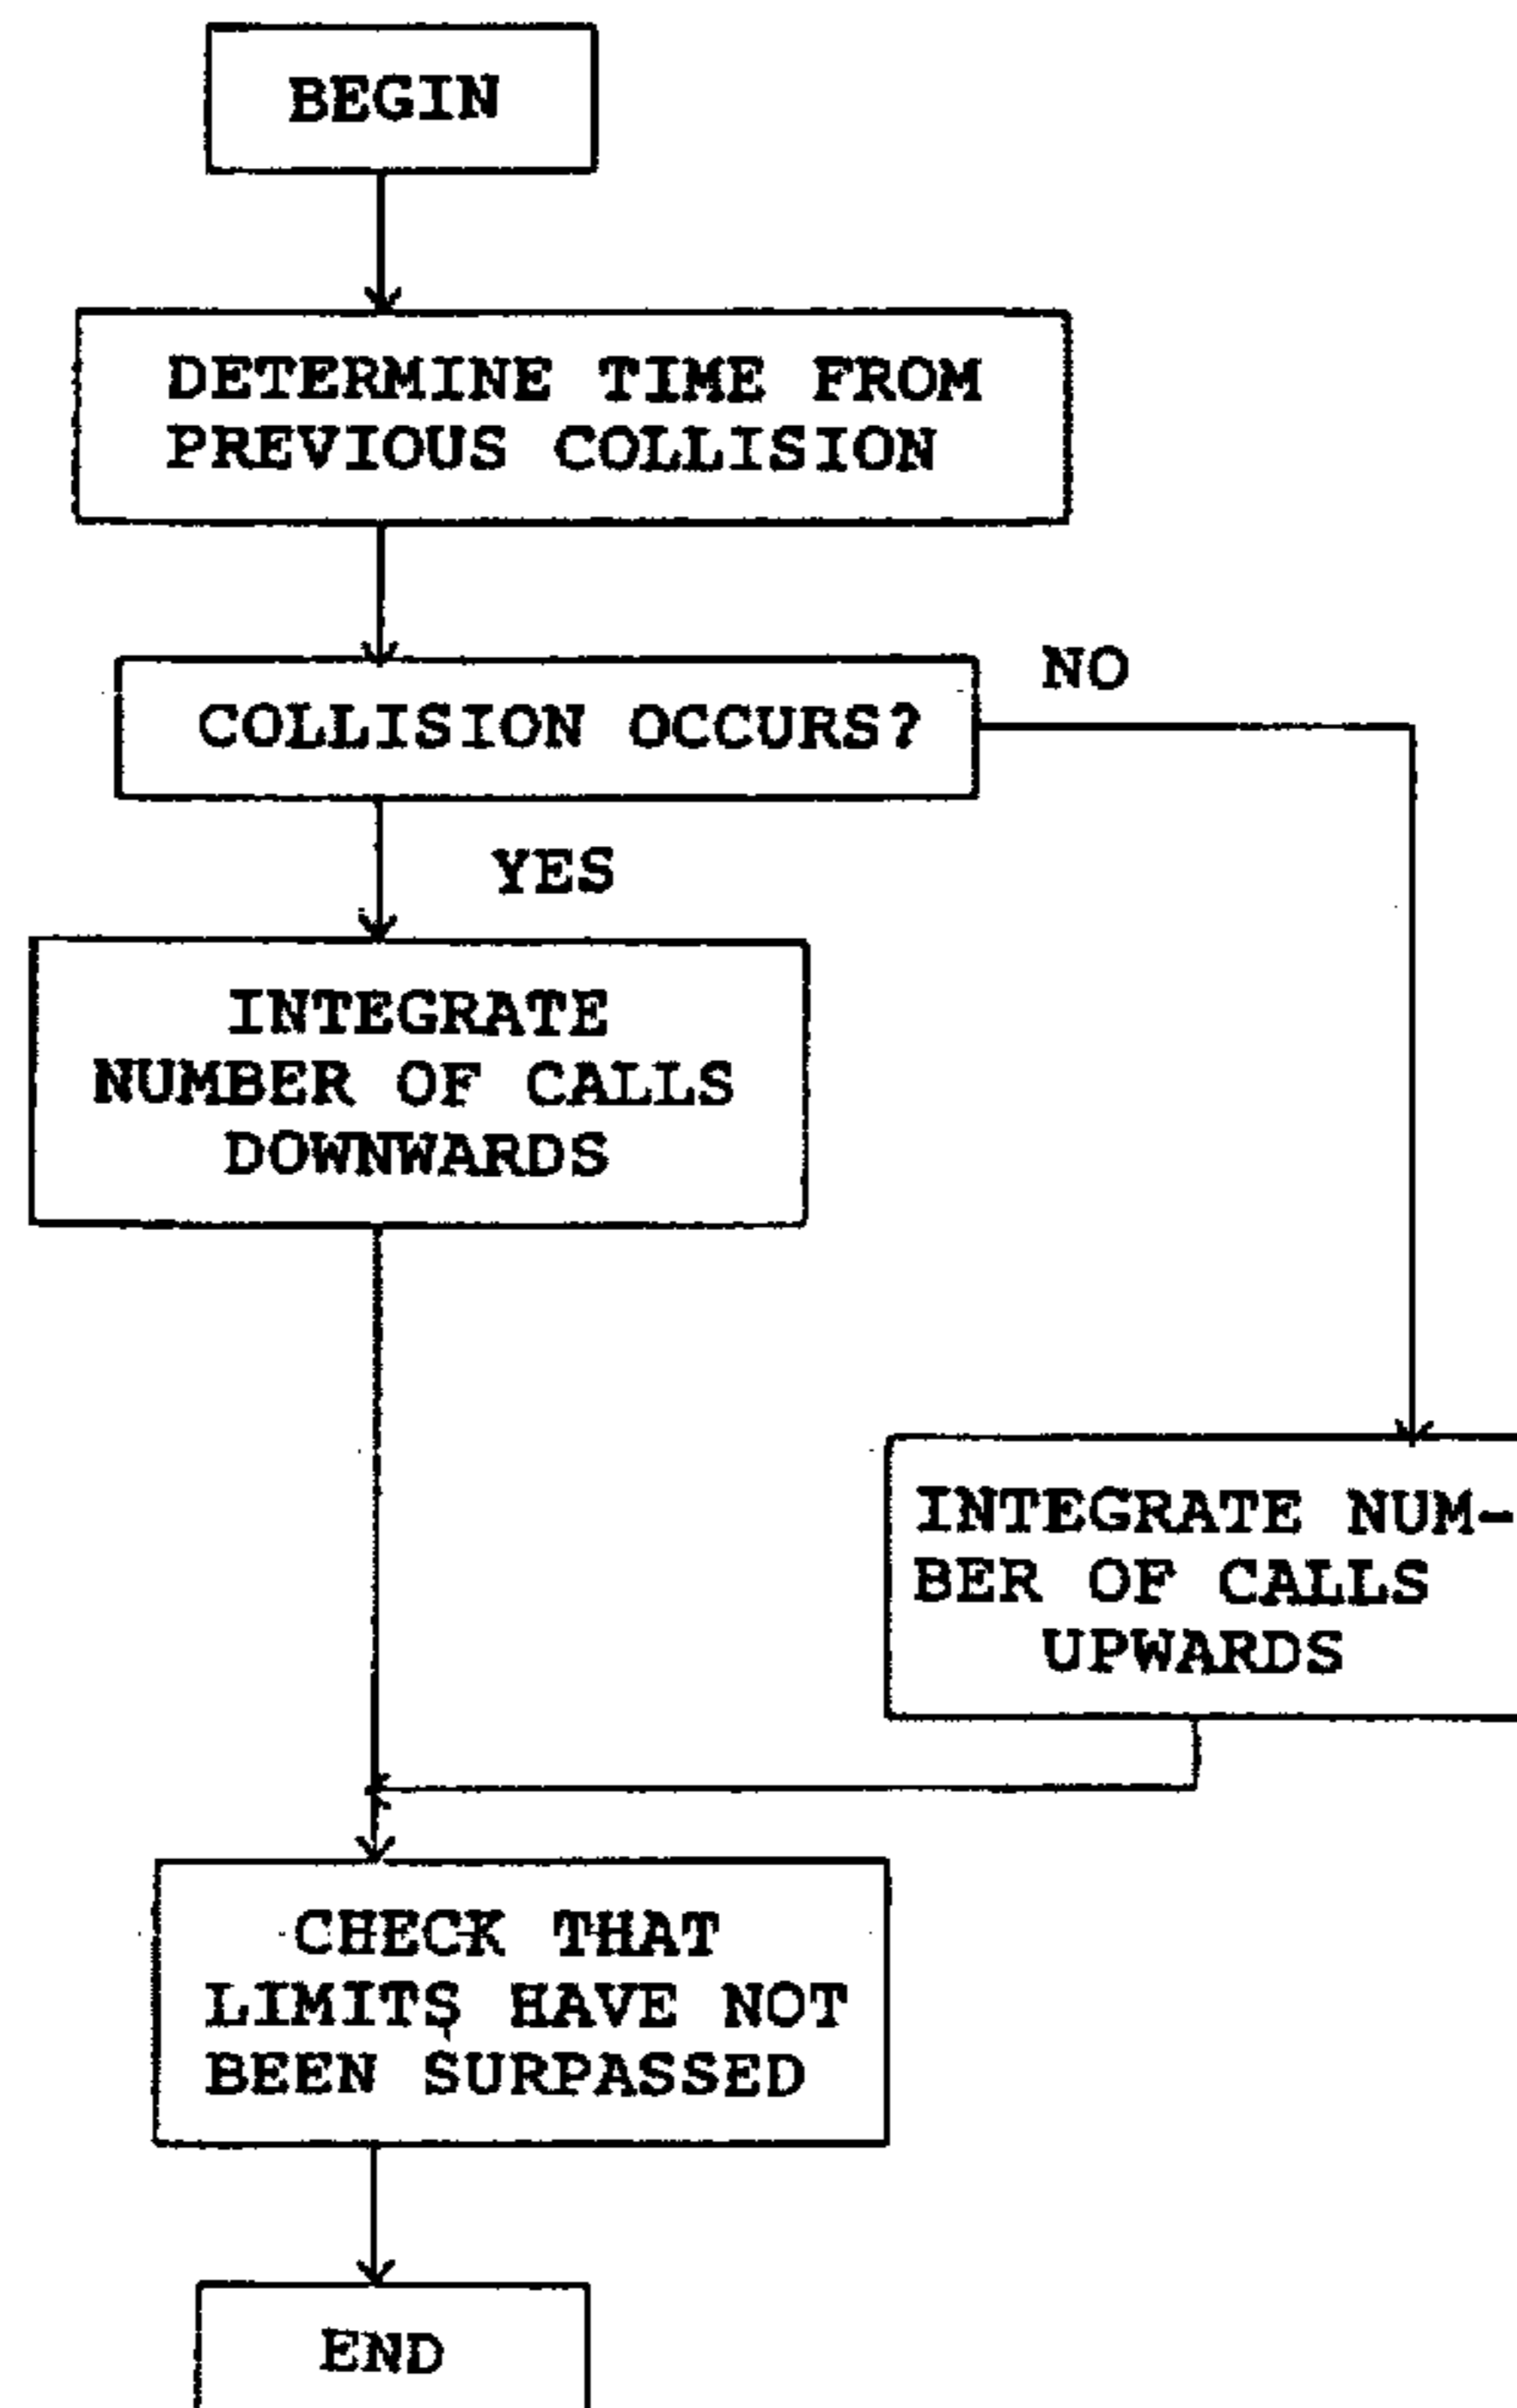 BEGIN
DETERMINE TIME FROM
PREVIOUS COLLISION
COLLISION OCCURS?
NO
YES
INTEGRATE
NUMBER OF CALLS
DOWNWARDS
INTEGRATE NUM-
BER OF CALLS
UPWARDS
CHECK THAT
LIMITS HAVE NOT
BEEN SURPASSED
END